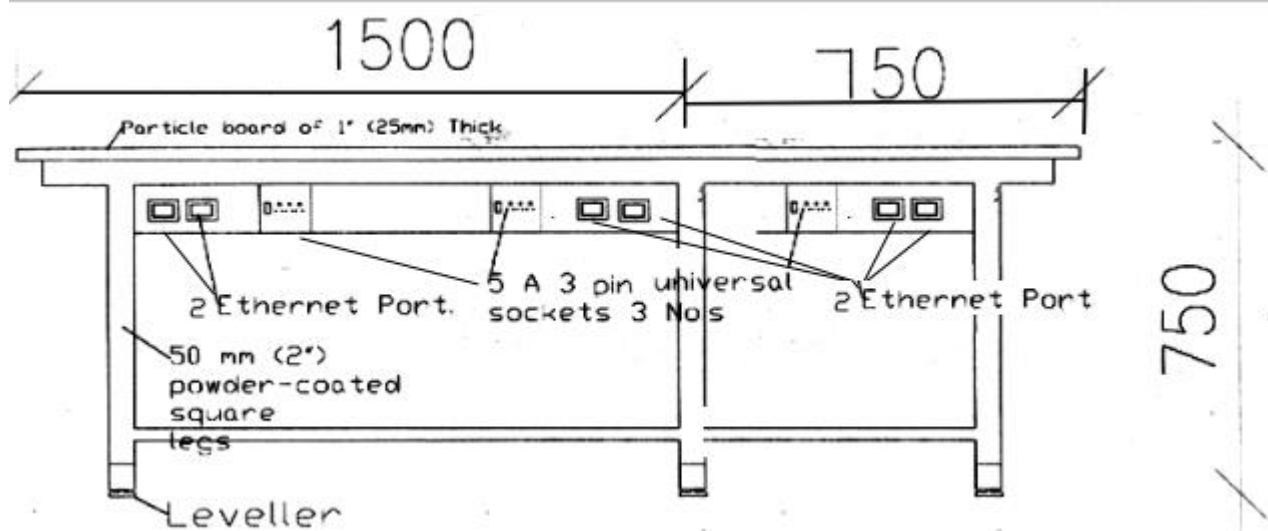 1500
750
Particle board of 1" (25mm) Thick
2 Ethernet Port.
5 A 3 pin universal
sockets 3 No's
2 Ethernet Port
50 mm (2")
powder-coated
square
legs
750
Leveller